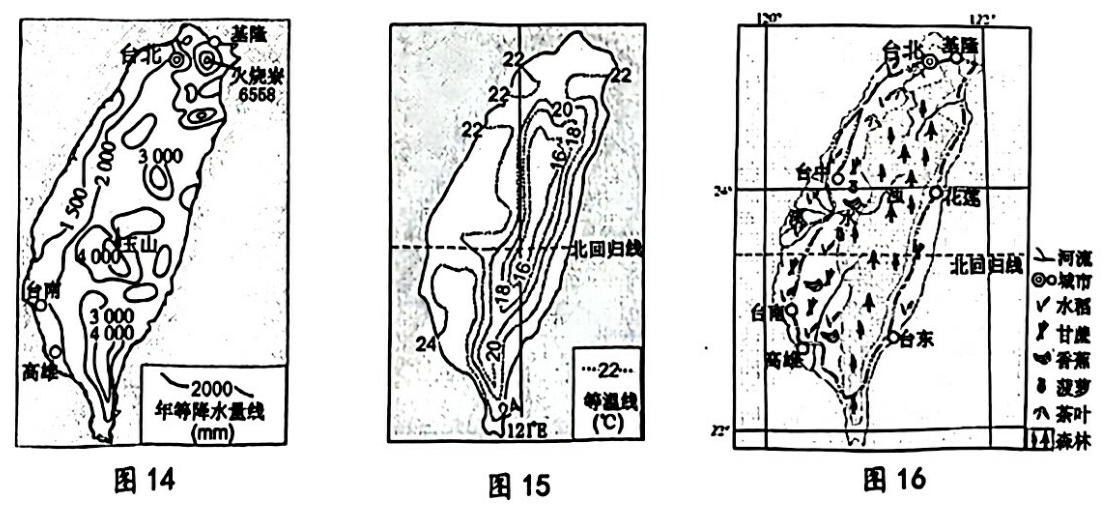 基隆
台北
火烧寮
6558
3 000
2 000
1 500
玉山
4 000
台南
3 000
4 000
高雄
2000
年等降水量线
(mm)
图 14
22
22
22
22
20
18
16
北回归线
16
18
24
20
A
121°E
22
等温线
(℃)
图 15
120°
122°
台北
基隆
台中
24°
花莲
浊
水
溪
北回归线
台南
台东
高雄
22°
河流
城市
水稻
甘蔗
香蕉
菠萝
茶叶
森林
图 16